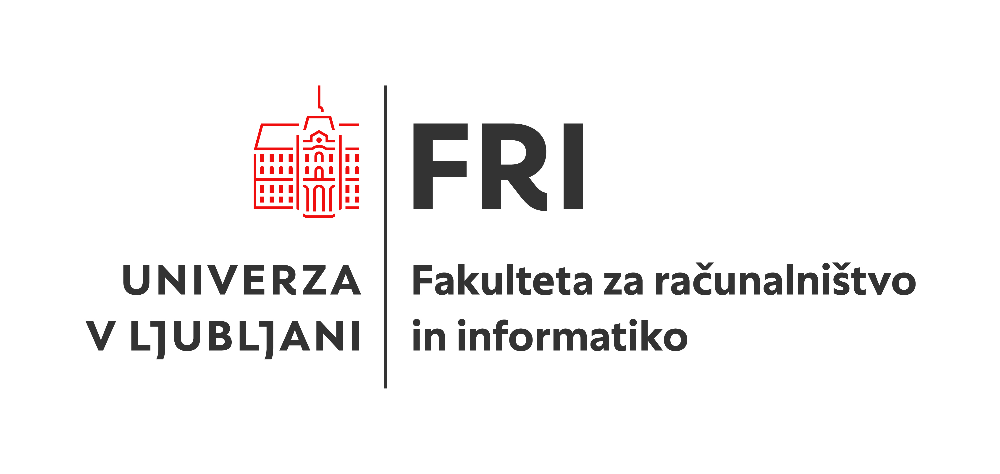 UNIVERZA
V LJUBLJANI
FRI
Fakulteta za računalništvo
in informatiko